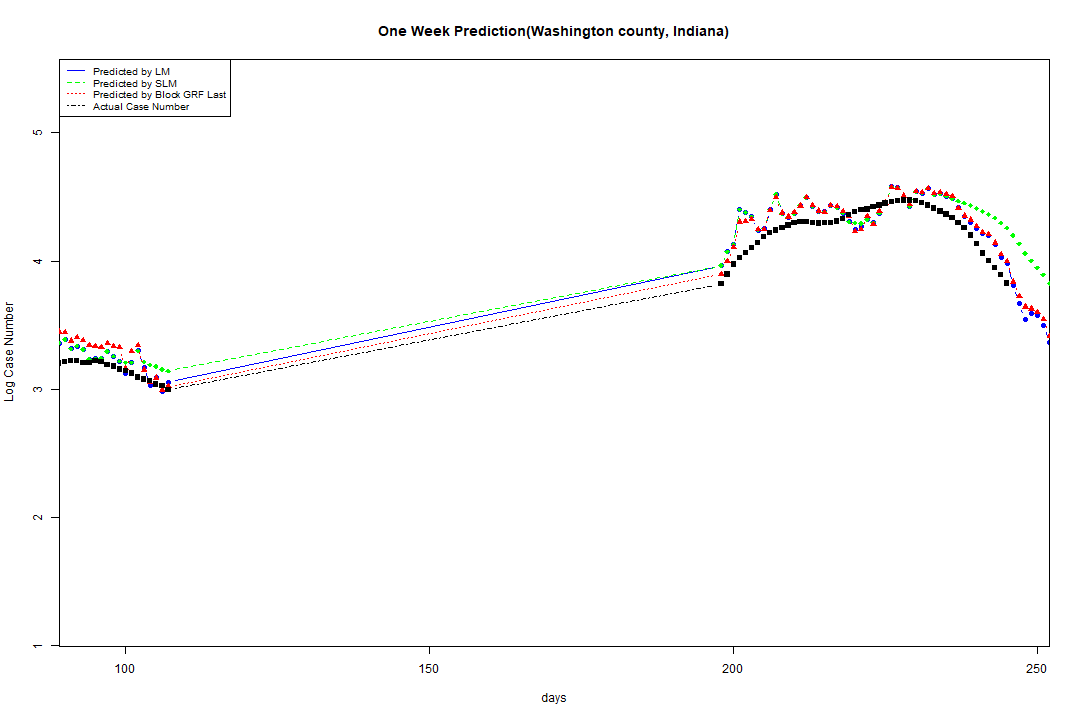 One Week Prediction(Washington county, Indiana)
Predicted by LM
Predicted by SLM
Predicted by Block GRF Last
Actual Case Number
5
4
3
2
1
Log Case Number
100 150 200 250
days